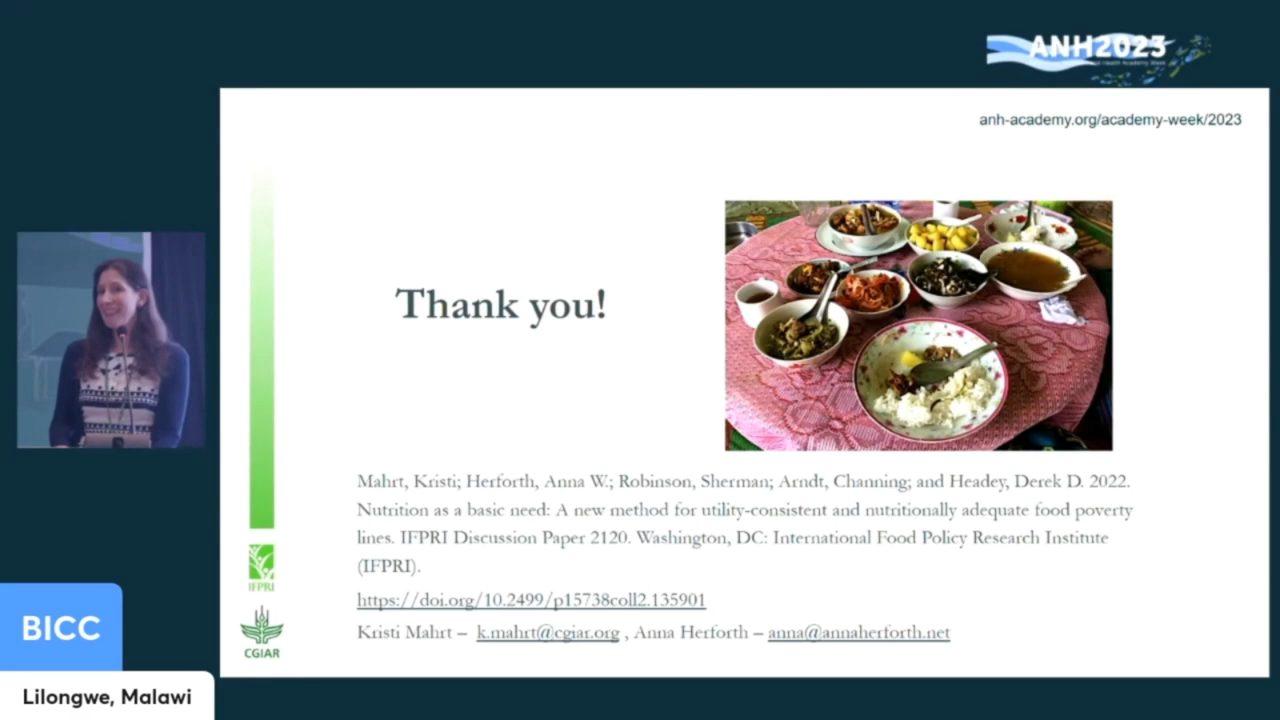 ANH2023
anh-academy.org/academy-week/2023
Thank you!
Mahrt, Kristi; Herforth, Anna W.; Robinson, Sherman; Arndt, Channing; and Headey, Derek D. 2022.
Nutrition as a basic need: A new method for utility-consistent and nutritionally adequate food poverty
lines. IFPRI Discussion Paper 2120. Washington, DC: International Food Policy Research Institute
(IFPRI).
https://doi.org/10.2499/p15738coll2.135901
Kristi Mahrt – k.mahrt@cgiar.org , Anna Herforth – anna@annaherforth.net
IFPRI
CGIAR
BICC
Lilongwe, Malawi